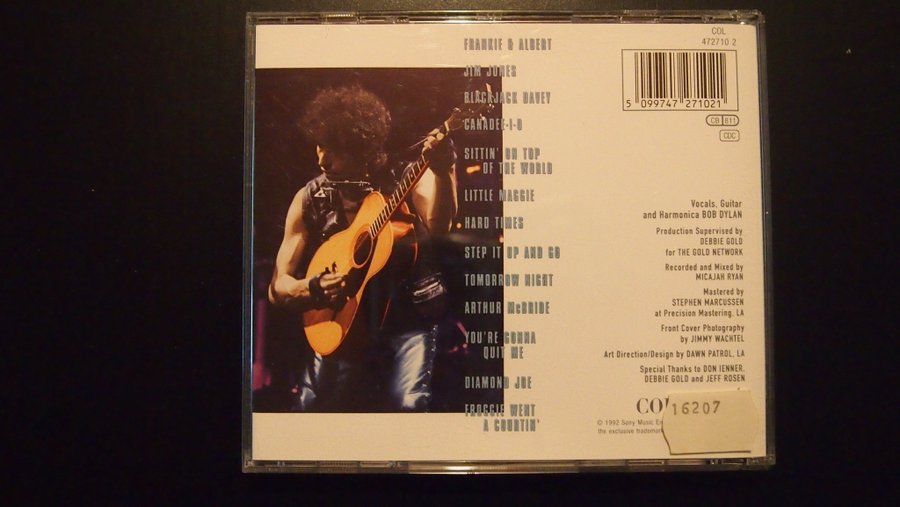 FRANKIE & ALBERT
JIM JONES
BLACKJACK DAVEY
CANADEE-I-O
SITTIN' ON TOP
OF THE WORLD
LITTLE MAGGIE
HARD TIMES
STEP IT UP AND GO
TOMORROW NIGHT
ARTHUR McBRIDE
YOU'RE GONNA
QUIT ME
DIAMOND JOE
FROGGIE WENT
A COURTIN'
COL
472710 2
5 099747 271021
CB 811
CDC
Vocals, Guitar
and Harmonica BOB DYLAN
Production Supervised by
DEBBIE GOLD
for THE GOLD NETWORK
Recorded and Mixed by
MICAJAH RYAN
Mastered by
STEPHEN MARCUSSEN
at Precision Mastering, LA
Front Cover Photography
by JIMMY WACHTEL
Art Direction/Design by DAWN PATROL, LA
Special Thanks to DON IENNER,
DEBBIE GOLD and JEFF ROSEN
COL
16207
© 1992 Sony Music En
the exclusive trademark